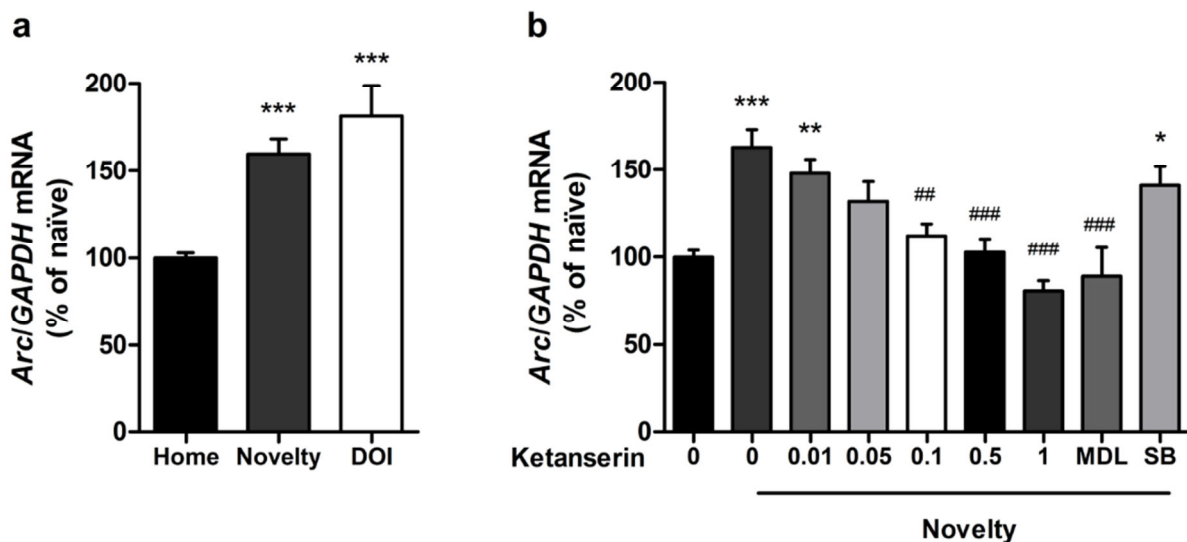 a
Arc/GAPDH mRNA
(% of naïve)
200
150
100
50
0
***
***
Home Novelty DOI
b
Arc/GAPDH mRNA
(% of naïve)
200
150
100
50
0
***
**
##
###
###
###
*
Ketanserin 0 0 0.01 0.05 0.1 0.5 1 MDL SB
Novelty